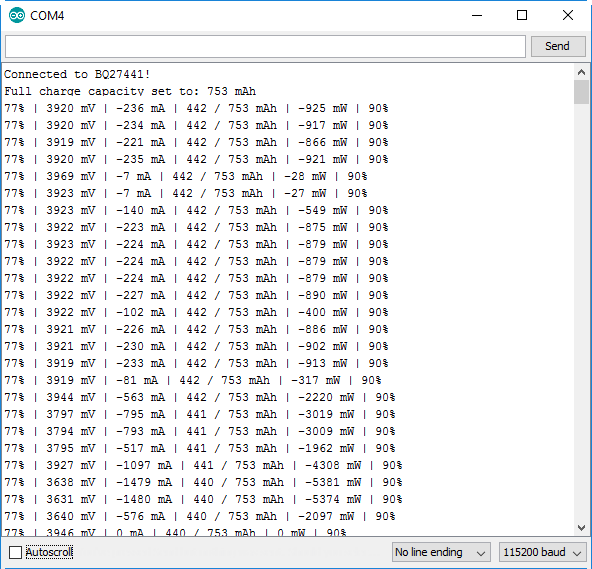 COM4
Send
Connected to BQ27441!
Full charge capacity set to: 753 mAh
77% | 3920 mV | -236 mA | 442 / 753 mAh | -925 mW | 90%
77% | 3920 mV | -234 mA | 442 / 753 mAh | -917 mW | 90%
77% | 3919 mV | -221 mA | 442 / 753 mAh | -866 mW | 90%
77% | 3920 mV | -235 mA | 442 / 753 mAh | -921 mW | 90%
77% | 3969 mV | -7 mA | 442 / 753 mAh | -28 mW | 90%
77% | 3923 mV | -7 mA | 442 / 753 mAh | -27 mW | 90%
77% | 3923 mV | -140 mA | 442 / 753 mAh | -549 mW | 90%
77% | 3922 mV | -223 mA | 442 / 753 mAh | -875 mW | 90%
77% | 3923 mV | -224 mA | 442 / 753 mAh | -879 mW | 90%
77% | 3922 mV | -224 mA | 442 / 753 mAh | -879 mW | 90%
77% | 3922 mV | -224 mA | 442 / 753 mAh | -879 mW | 90%
77% | 3922 mV | -227 mA | 442 / 753 mAh | -890 mW | 90%
77% | 3922 mV | -102 mA | 442 / 753 mAh | -400 mW | 90%
77% | 3921 mV | -226 mA | 442 / 753 mAh | -886 mW | 90%
77% | 3921 mV | -230 mA | 442 / 753 mAh | -902 mW | 90%
77% | 3919 mV | -233 mA | 442 / 753 mAh | -913 mW | 90%
77% | 3919 mV | -81 mA | 442 / 753 mAh | -317 mW | 90%
77% | 3944 mV | -563 mA | 442 / 753 mAh | -2220 mW | 90%
77% | 3797 mV | -795 mA | 441 / 753 mAh | -3019 mW | 90%
77% | 3794 mV | -793 mA | 441 / 753 mAh | -3009 mW | 90%
77% | 3795 mV | -517 mA | 441 / 753 mAh | -1962 mW | 90%
77% | 3927 mV | -1097 mA | 441 / 753 mAh | -4308 mW | 90%
77% | 3638 mV | -1479 mA | 440 / 753 mAh | -5381 mW | 90%
77% | 3631 mV | -1480 mA | 440 / 753 mAh | -5374 mW | 90%
77% | 3640 mV | -576 mA | 440 / 753 mAh | -2097 mW | 90%
77% | 3946 mV | 0 mA | 440 / 753 mAh | 0 mW | 90%
Autoscroll
No line ending
115200 baud